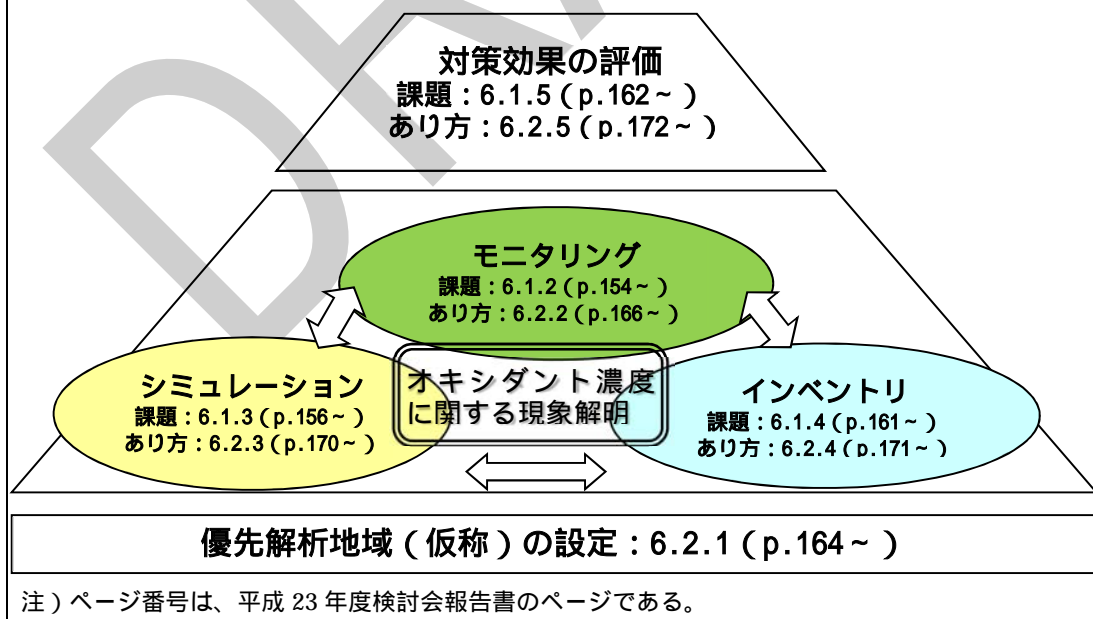 対策効果の評価
課題：6.1.5（p.162～）
あり方：6.2.5（p.172～）
モニタリング
課題：6.1.2（p.154～）
あり方：6.2.2（p.166～）
シミュレーション
課題：6.1.3（p.156～）
あり方：6.2.3（p.170～）
オキシダント濃度
に関する現象解明
インベントリ
課題：6.1.4（p.161～）
あり方：6.2.4（p.171～）
優先解析地域（仮称）の設定：6.2.1（p.164～）
注）ページ番号は、平成 23 年度検討会報告書のページである。